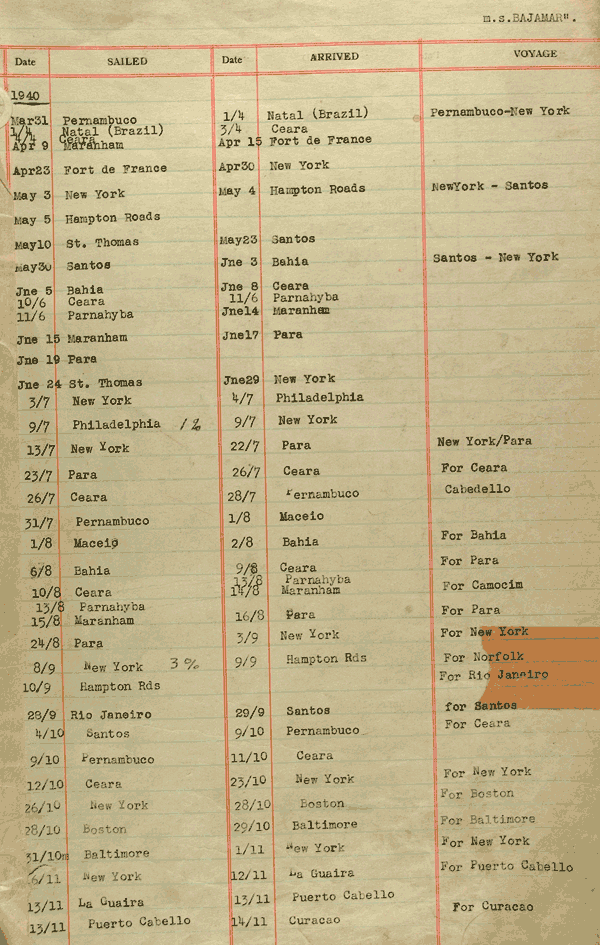 m.s.BAJAMAR".
Date SAILED Date ARRIVED VOYAGE
1940
Mar31 Pernambuco 1/4 Natal (Brazil) Pernambuco-New York
1/4 Natal (Brazil) 3/4 Ceara
4/4 Ceara
Apr 9 Maranham Apr 15 Fort de France
Apr23 Fort de France Apr30 New York
May 3 New York May 4 Hampton Roads NewYork - Santos
May 5 Hampton Roads
May10 St. Thomas May23 Santos
May30 Santos Jne 3 Bahia Santos - New York
Jne 5 Bahia Jne 8 Ceara
10/6 Ceara 11/6 Parnahyba
11/6 Parnahyba Jne14 Maranham
Jne 15 Maranham Jne17 Para
Jne 19 Para
Jne 24 St. Thomas Jne29 New York
3/7 New York 4/7 Philadelphia
9/7 Philadelphia 9/7 New York
13/7 New York 22/7 Para New York/Para
23/7 Para 26/7 Ceara For Ceara
26/7 Ceara 28/7 Pernambuco Cabedello
31/7 Pernambuco 1/8 Maceio
1/8 Maceio 2/8 Bahia For Bahia
6/8 Bahia 9/8 Ceara For Para
13/8 Parnahyba
10/8 Ceara 14/8 Maranham For Camocim
13/8 Parnahyba
15/8 Maranham 16/8 Para For Para
24/8 Para 3/9 New York For New York
8/9 New York 3% 9/9 Hampton Rds For Norfolk
10/9 Hampton Rds For Rio Janeiro
28/9 Rio Janeiro 29/9 Santos for Santos
4/10 Santos 9/10 Pernambuco For Ceara
9/10 Pernambuco 11/10 Ceara
12/10 Ceara 23/10 New York For New York
26/10 New York 28/10 Boston For Boston
28/10 Boston 29/10 Baltimore For Baltimore
31/10 Baltimore 1/11 New York For New York
6/11 New York 12/11 La Guaira For Puerto Cabello
13/11 La Guaira 13/11 Puerto Cabello
13/11 Puerto Cabello 14/11 Curacao For Curacao